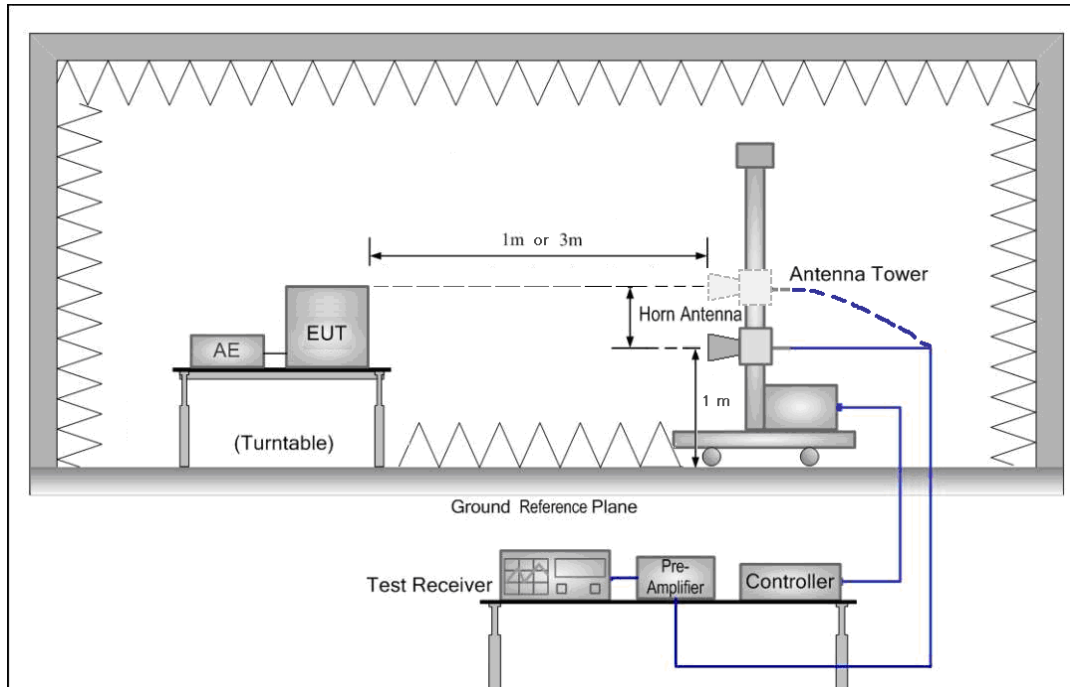 1m or 3m
Antenna Tower
Horn Antenna
EUT
AE
1 m
(Turntable)
Ground Reference Plane
Test Receiver
Pre-
Amplifier
Controller